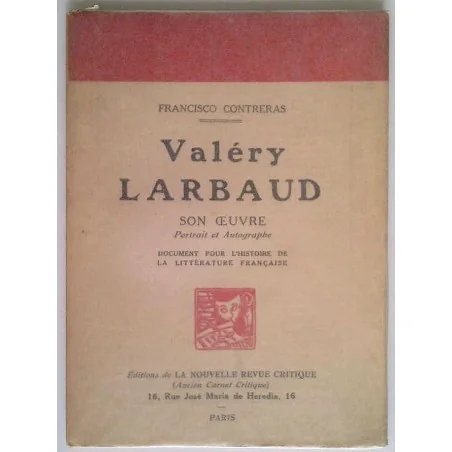 FRANCISCO CONTRERAS
Valéry
LARBAUD
SON ŒUVRE
Portrait et Autographe
DOCUMENT POUR L'HISTOIRE DE
LA LITTÉRATURE FRANÇAISE
Éditions de LA NOUVELLE REVUE CRITIQUE
(Ancien Carnet Critique)
16, Rue José Maria de Heredia, 16
—
PARIS